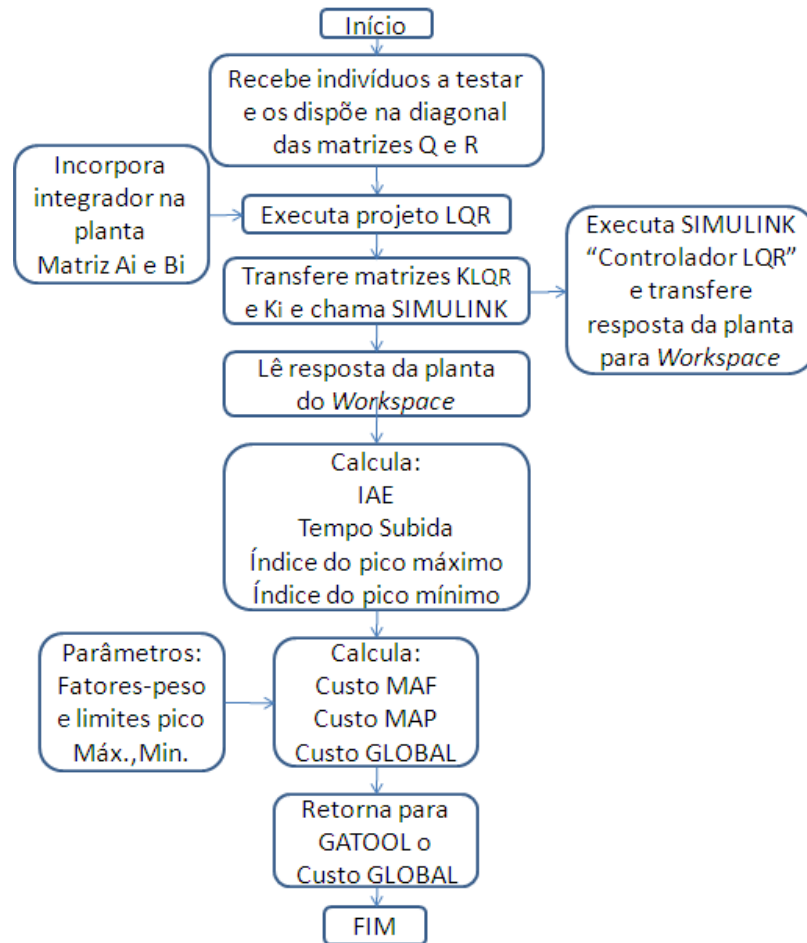 Início
Recebe indivíduos a testar
e os dispõe na diagonal
das matrizes Q e R
Incorpora
integrador na
planta
Matriz Ai e Bi
Executa projeto LQR
Transfere matrizes KLQR
e Ki e chama SIMULINK
Executa SIMULINK
“Controlador LQR”
e transfere
resposta da planta
para Workspace
Lê resposta da planta
do Workspace
Calcula:
IAE
Tempo Subida
Índice do pico máximo
Índice do pico mínimo
Parâmetros:
Fatores-peso
e limites pico
Máx.,Min.
Calcula:
Custo MAF
Custo MAP
Custo GLOBAL
Retorna para
GATOOL o
Custo GLOBAL
FIM